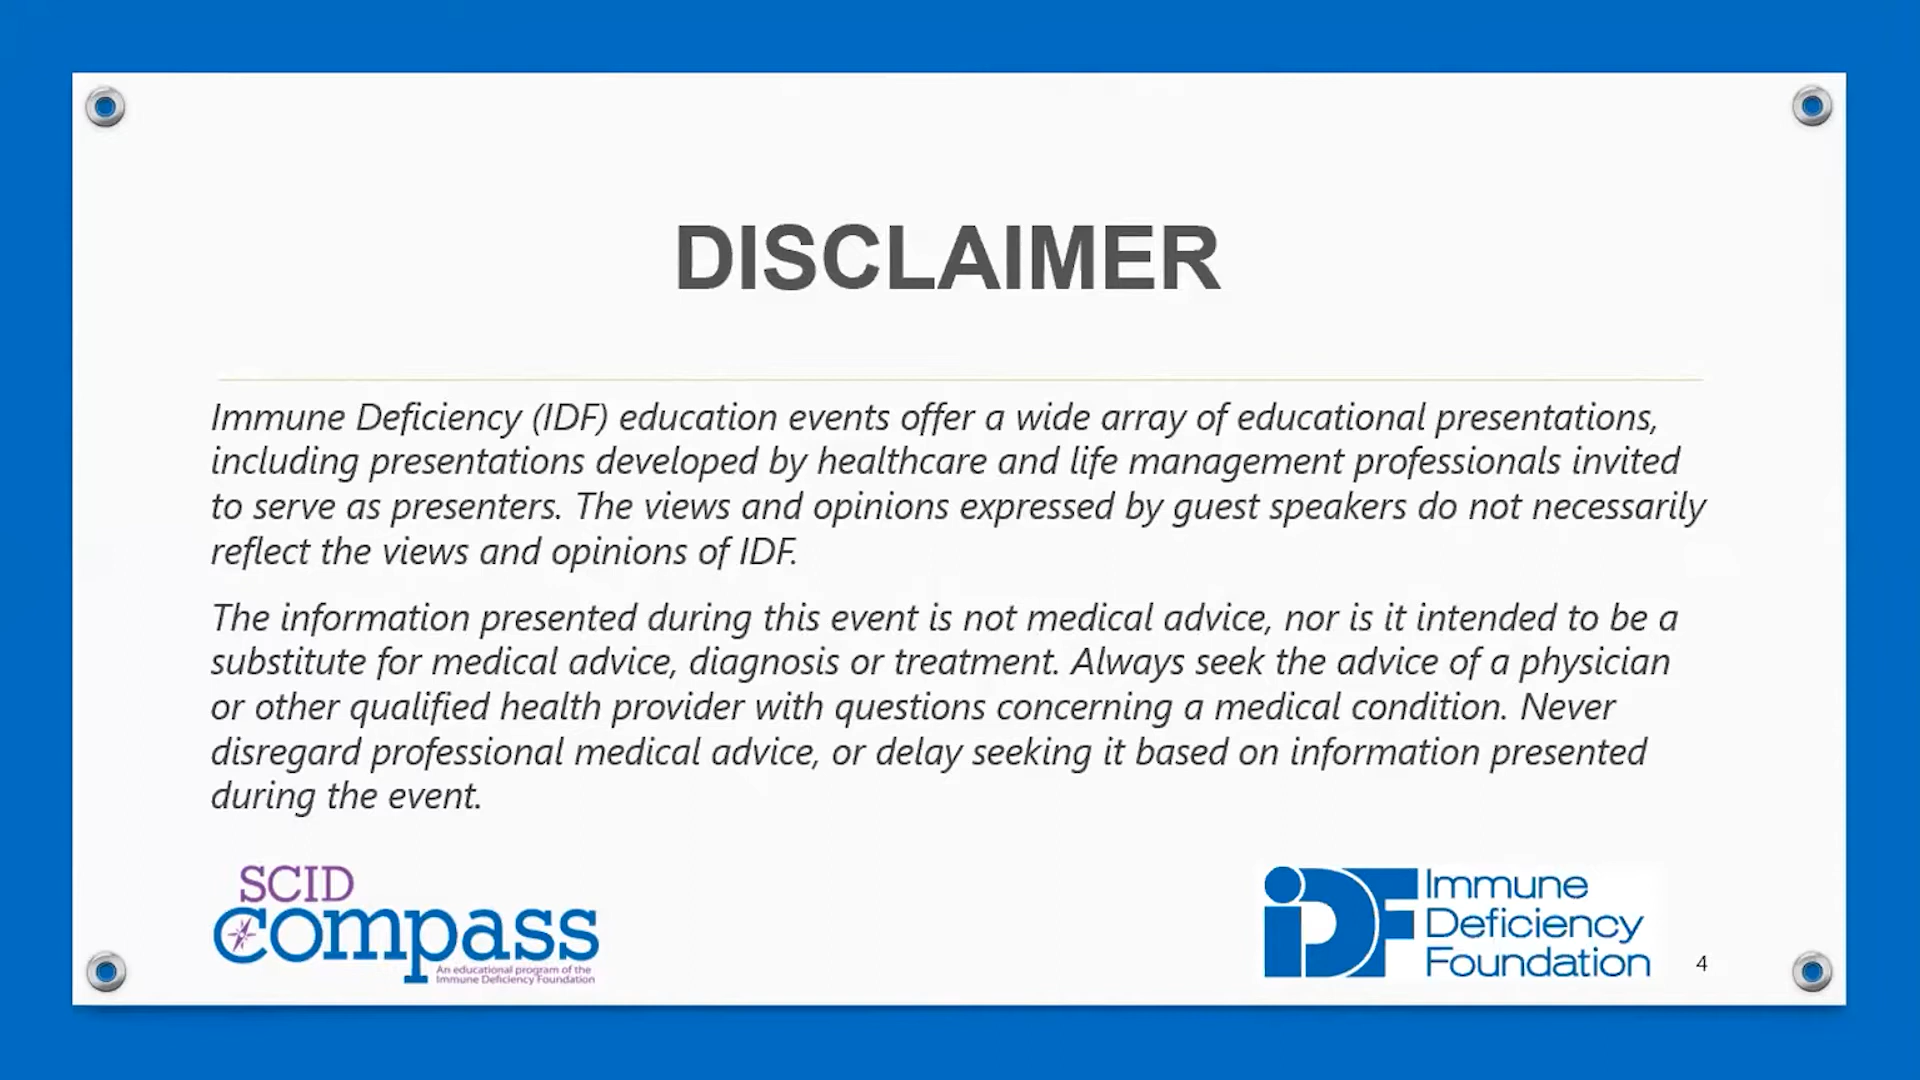 DISCLAIMER
Immune Deficiency (IDF) education events offer a wide array of educational presentations,
including presentations developed by healthcare and life management professionals invited
to serve as presenters. The views and opinions expressed by guest speakers do not necessarily
reflect the views and opinions of IDF.
The information presented during this event is not medical advice, nor is it intended to be a
substitute for medical advice, diagnosis or treatment. Always seek the advice of a physician
or other qualified health provider with questions concerning a medical condition. Never
disregard professional medical advice, or delay seeking it based on information presented
during the event.
SCID
compass
An educational program of the
Immune Deficiency Foundation
iDF
Immune
Deficiency
Foundation
4